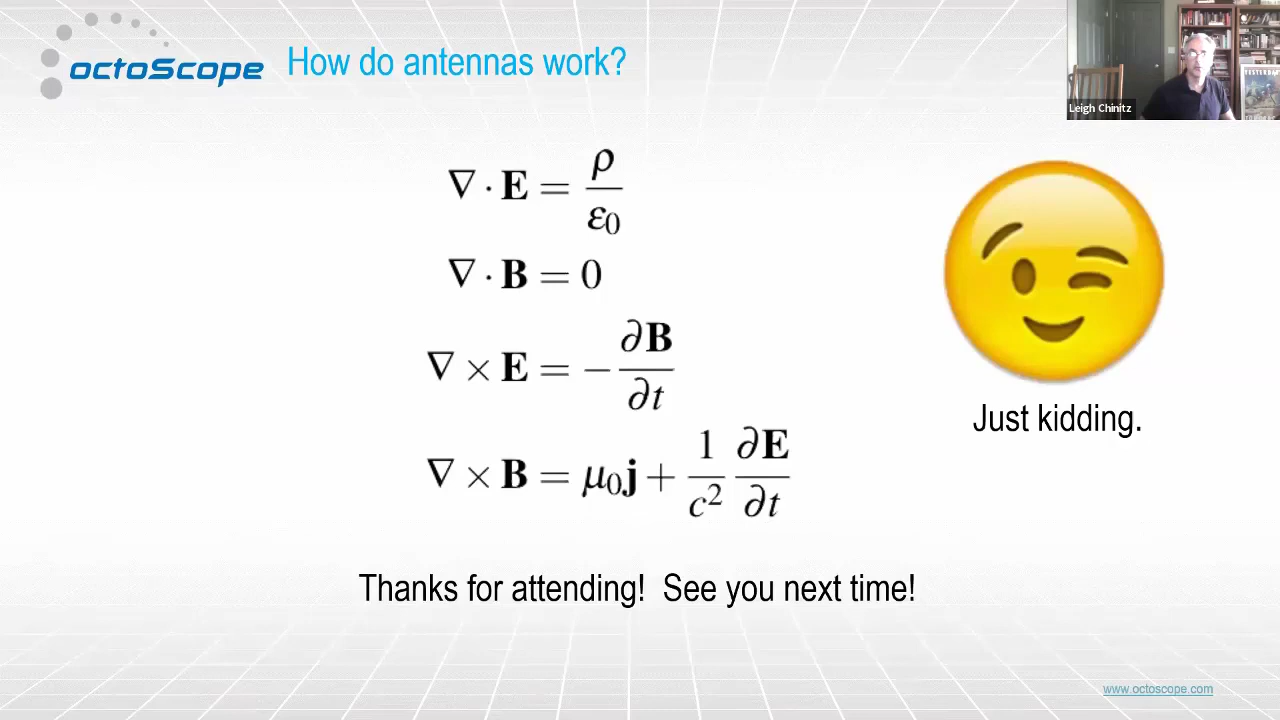 octoScope
How do antennas work?
Leigh Chinitz
YESTERDAY
∇ · E = ρ/ε₀
∇ · B = 0
∇ × E = −∂B/∂t
∇ × B = μ₀j + 1/c² ∂E/∂t
Just kidding.
Thanks for attending! See you next time!
www.octoscope.com